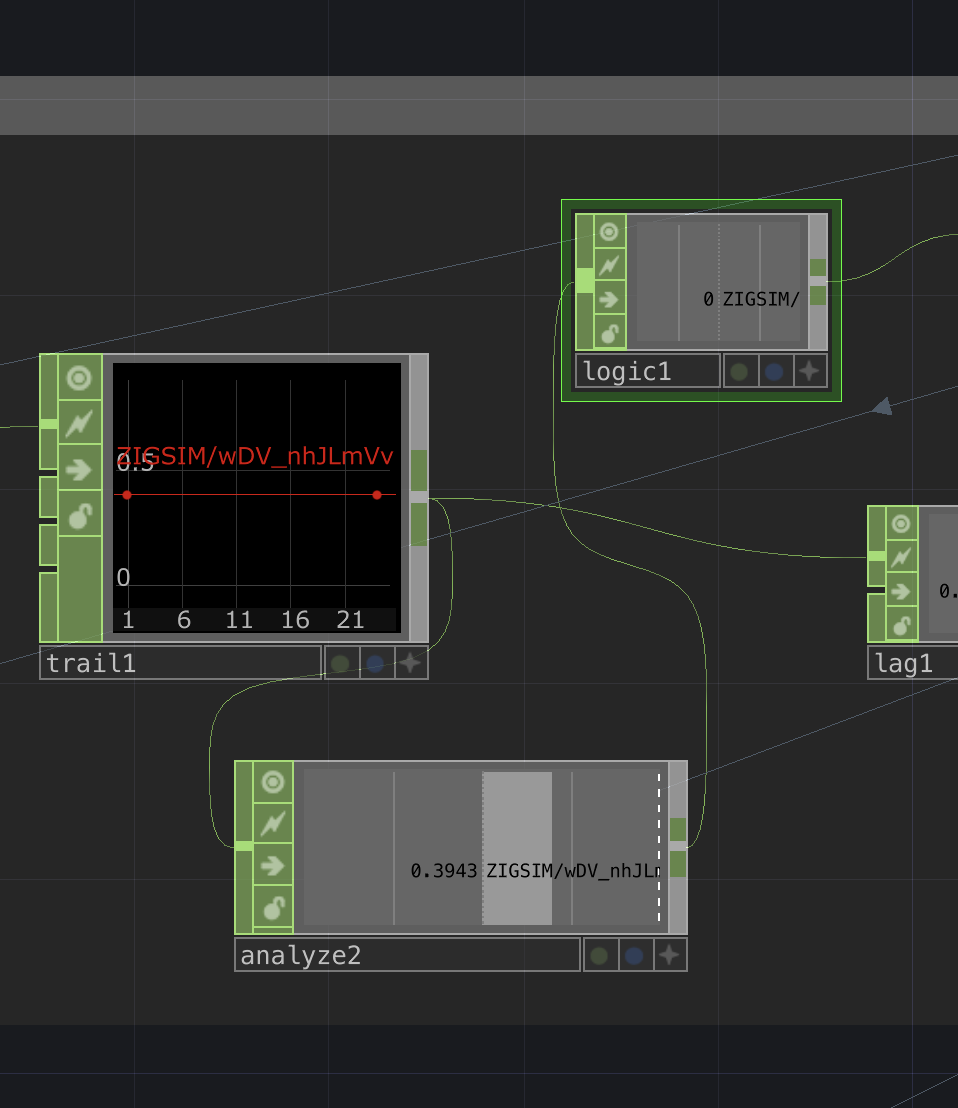 0 ZIGSIM/
logic1
ZIGSIM/wDV_nhJLmVv
0.5
0
1 6 11 16 21
trail1
0.
lag1
0.3943 ZIGSIM/wDV_nhJLm
analyze2